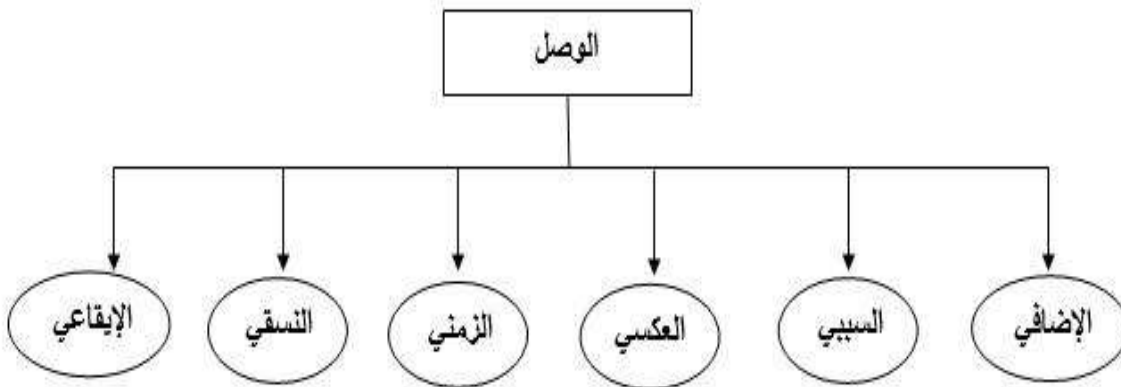 الوصل
الإضافي
السببي
العكسي
الزمني
النسقي
الإيقاعي